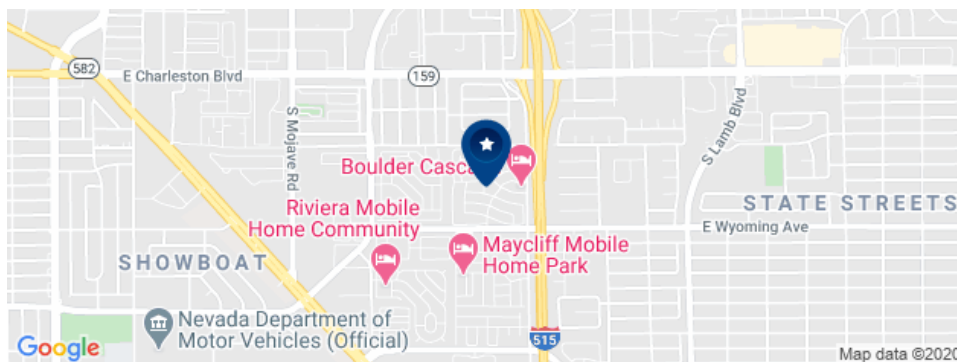 582
E Charleston Blvd
159
S Mojave Rd
S Lamb Blvd
Boulder Casca
Riviera Mobile
Home Community
STATE STREETS
E Wyoming Ave
Maycliff Mobile
Home Park
SHOWBOAT
Nevada Department of
Motor Vehicles (Official)
515
Google
Map data ©2020